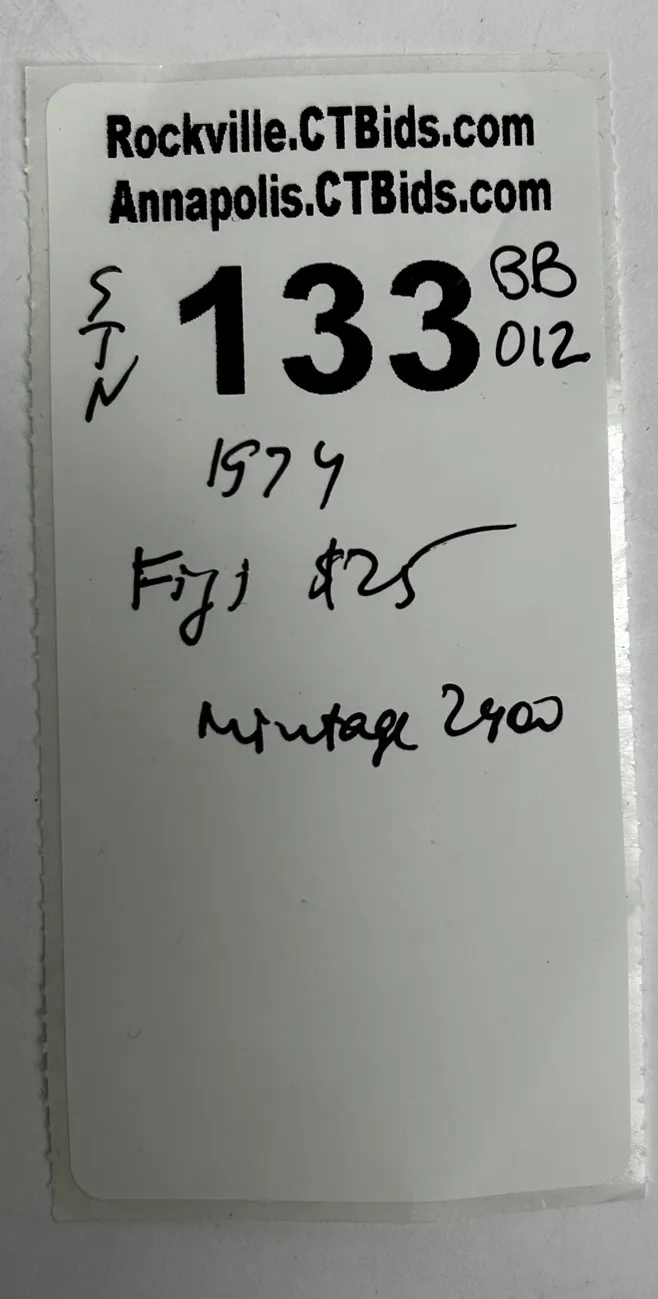 Rockville.CTBids.com
Annapolis.CTBids.com
STN 133 BB
012
1974
Fiji $25
Mintage 2400